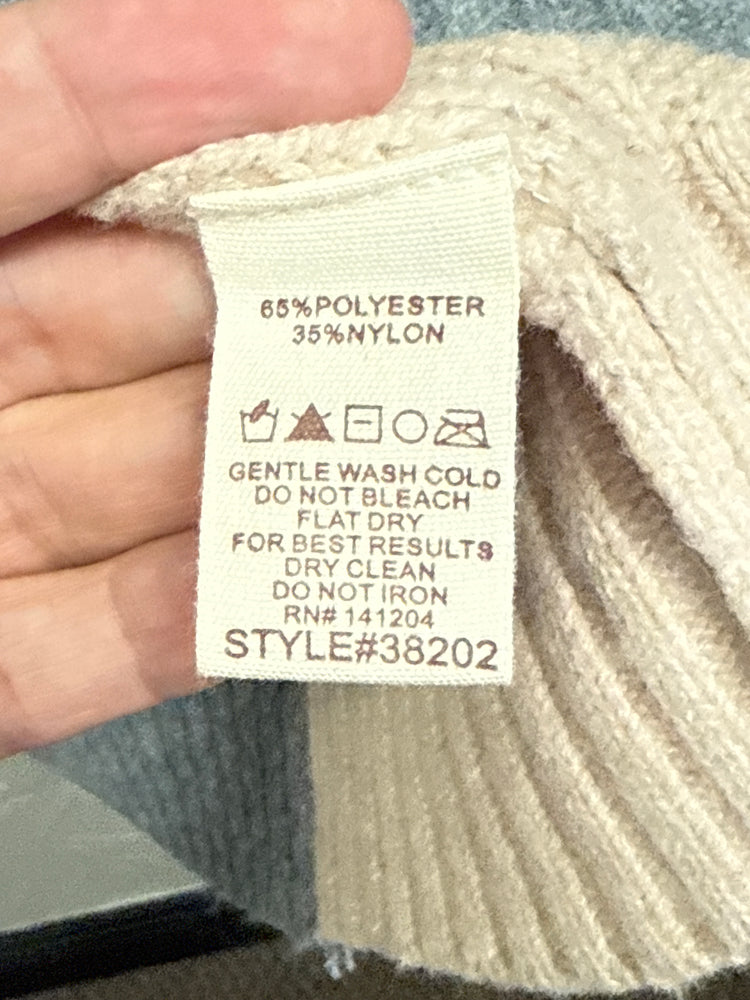 65%POLYESTER
35%NYLON
GENTLE WASH COLD
DO NOT BLEACH
FLAT DRY
FOR BEST RESULTS
DRY CLEAN
DO NOT IRON
RN# 141204
STYLE#38202